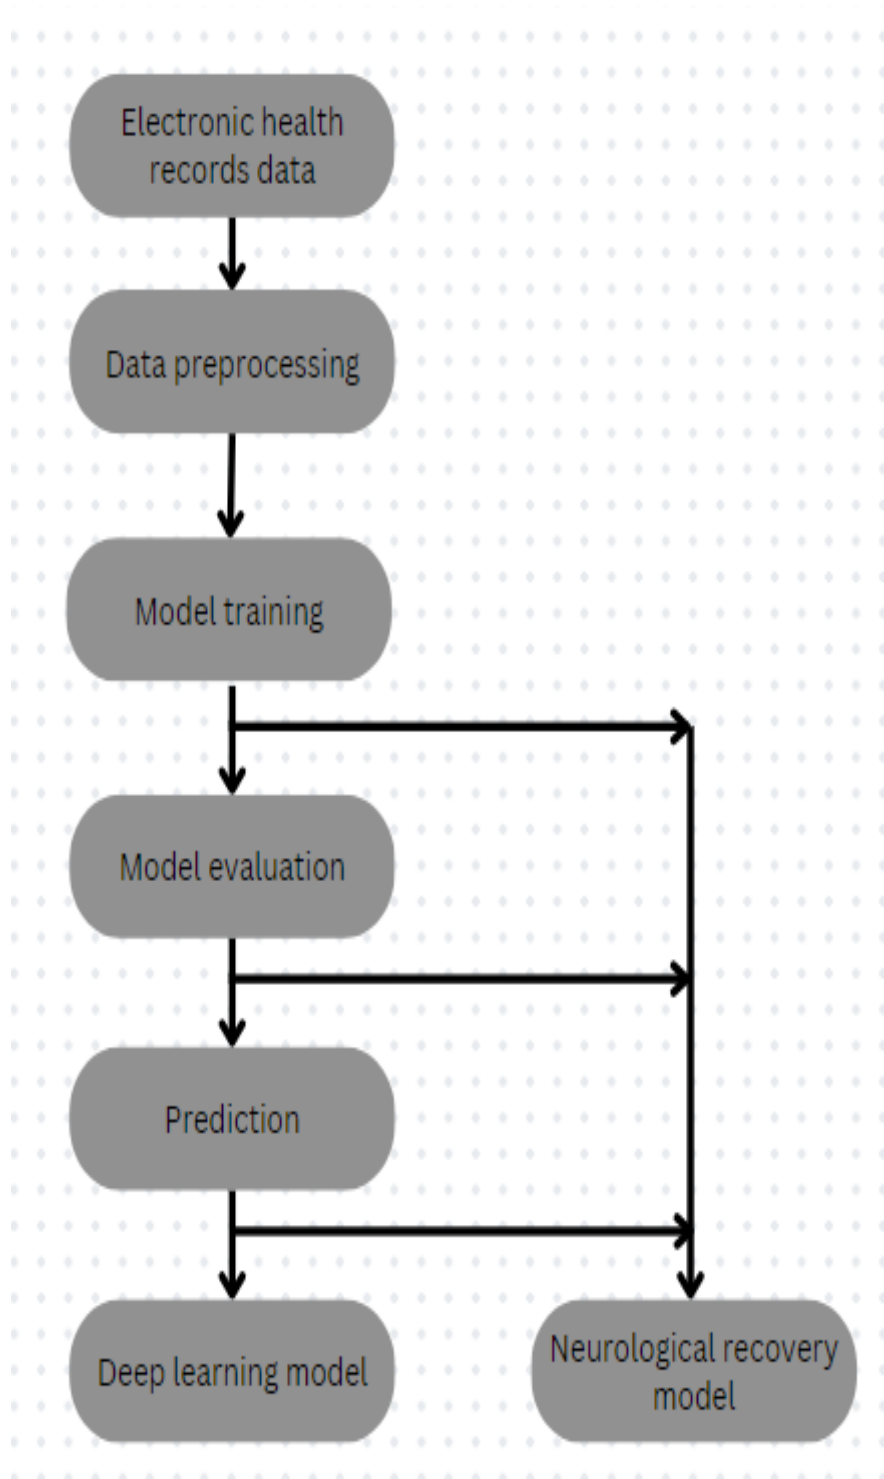 Electronic health
records data
Data preprocessing
Model training
Model evaluation
Prediction
Deep learning model
Neurological recovery
model